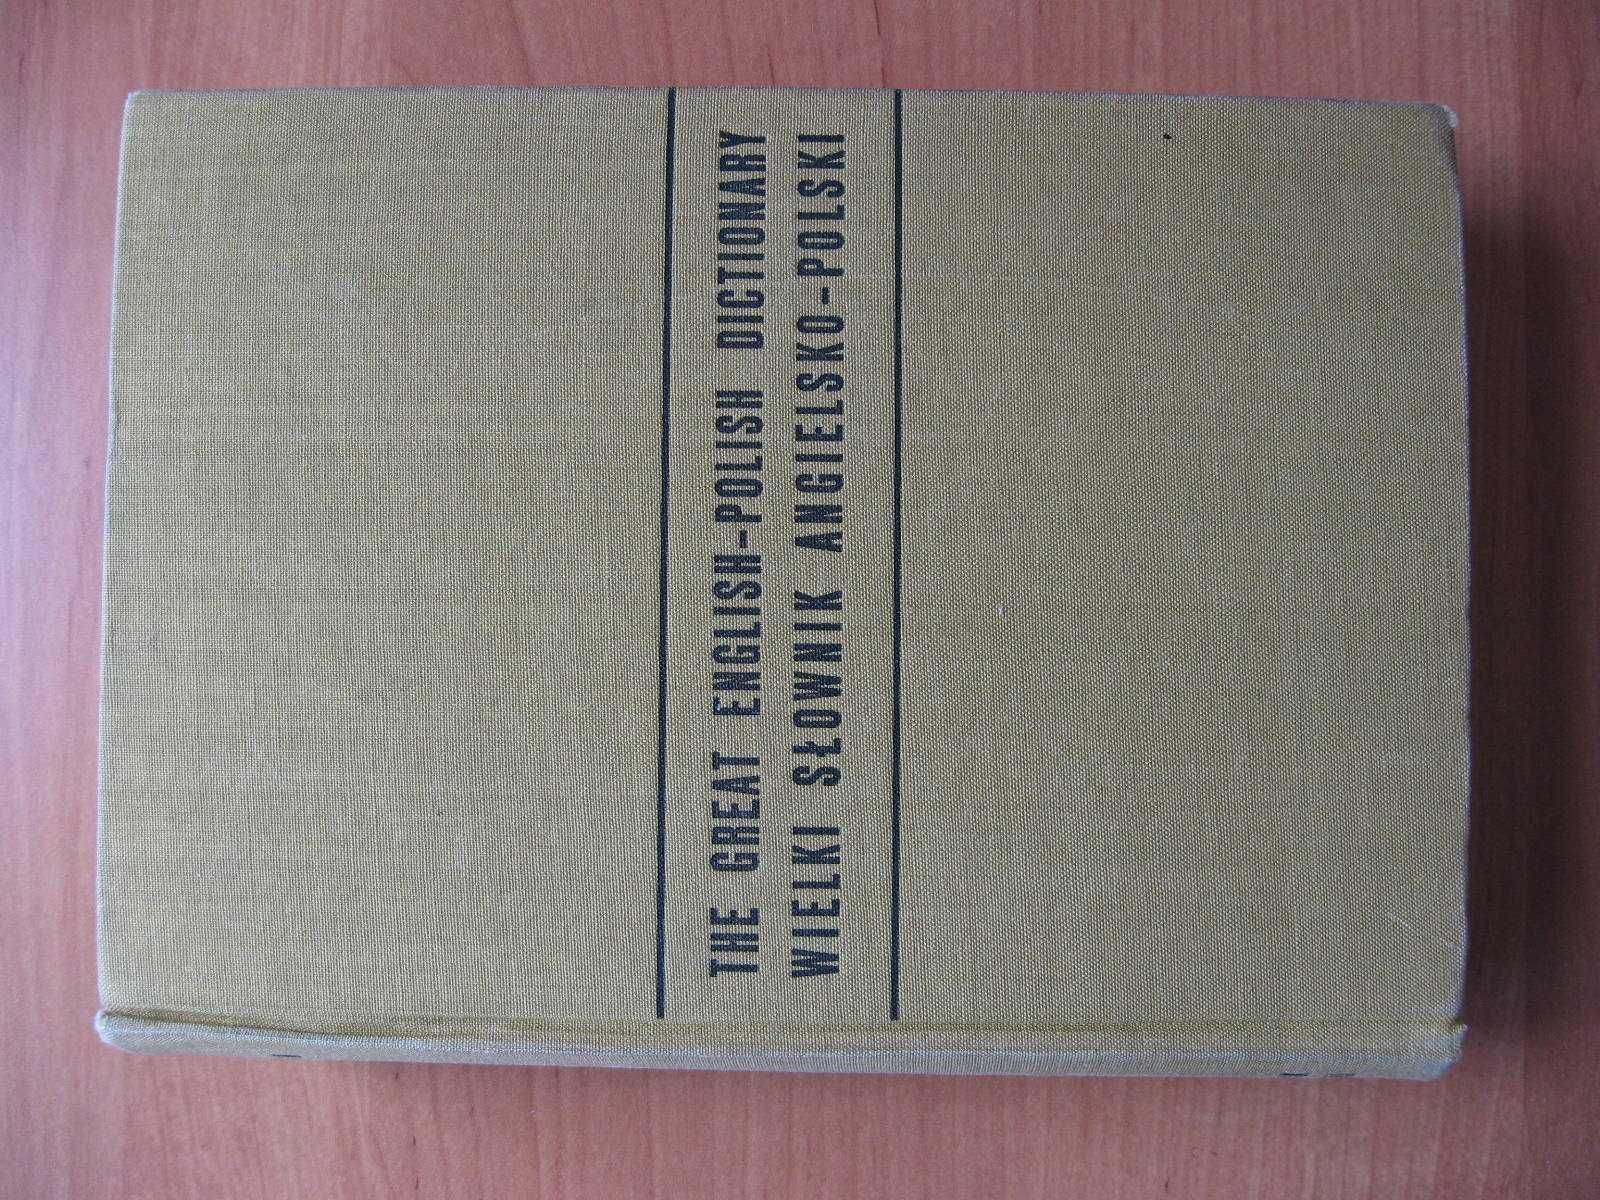 THE GREAT ENGLISH-POLISH DICTIONARY
WIELKI SŁOWNIK ANGIELSKO-POLSKI